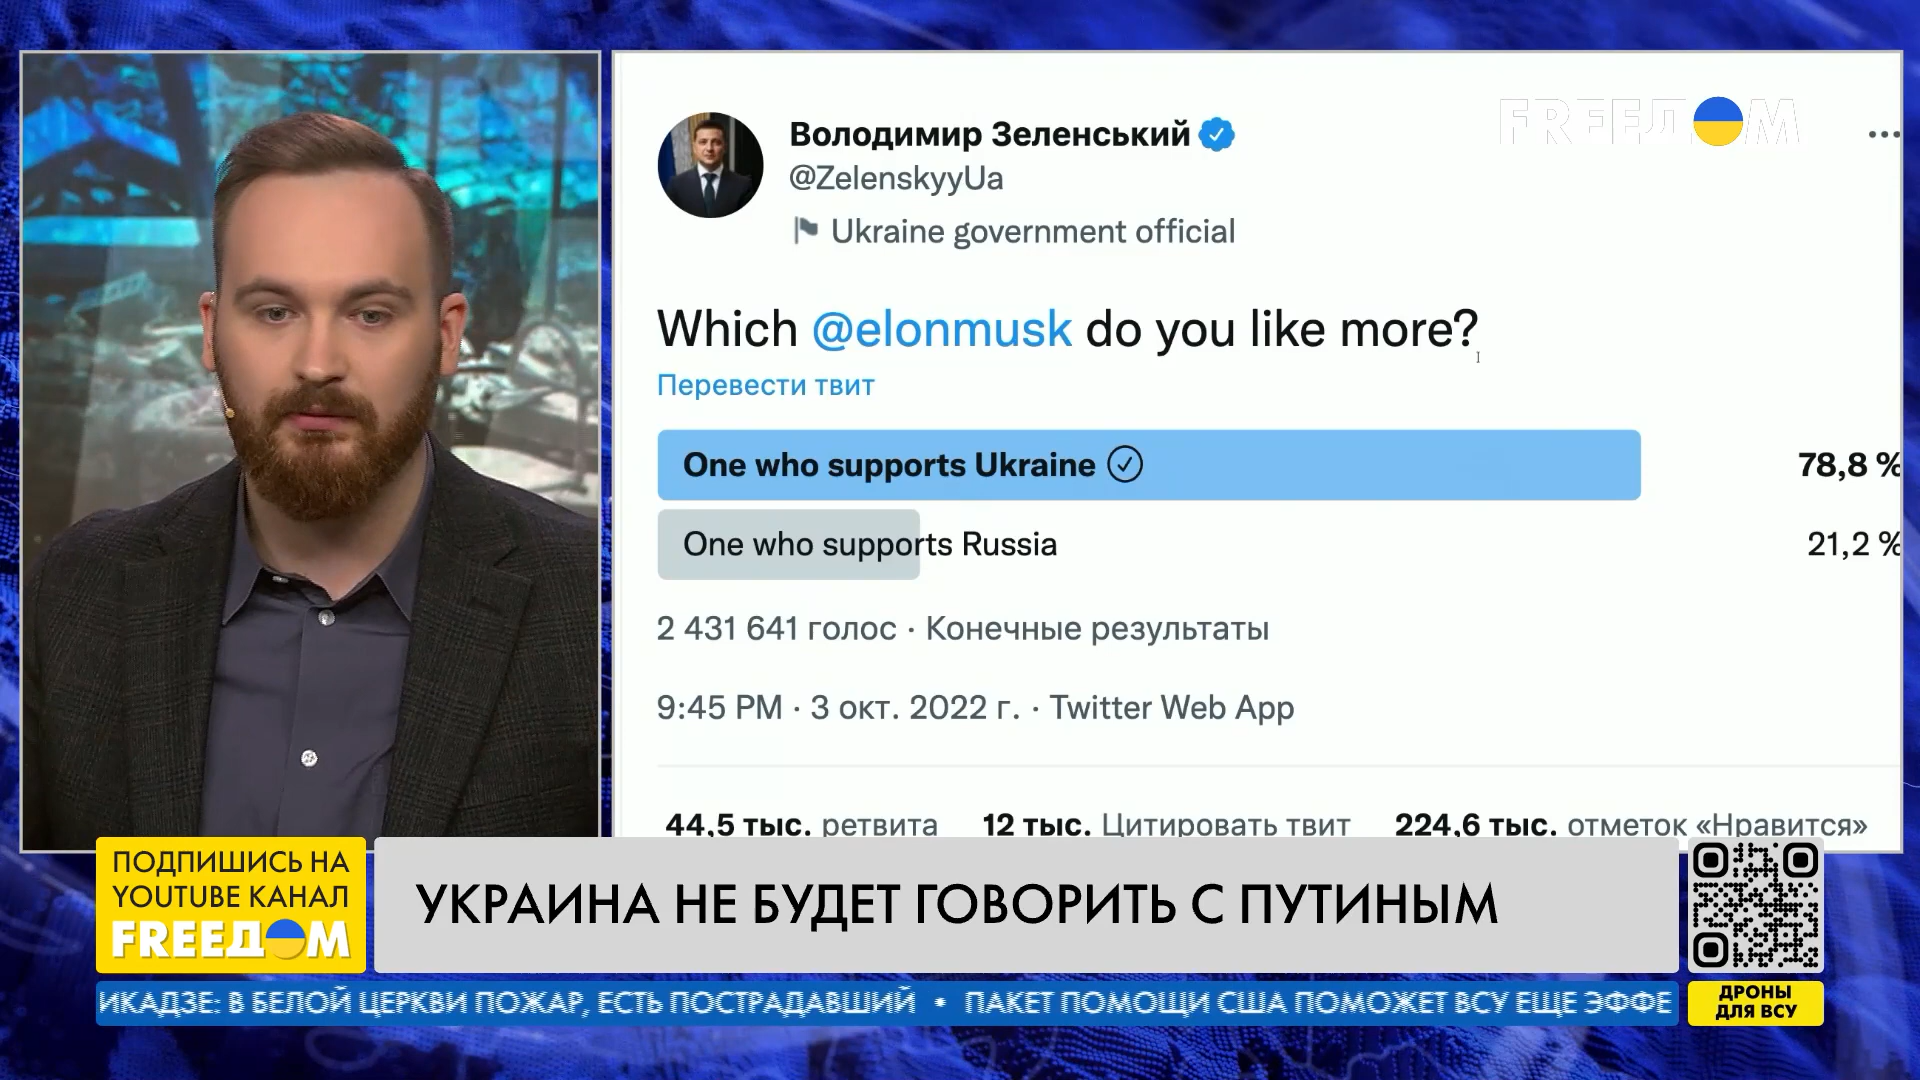 FREEДOM
Володимир Зеленський
@ZelenskyyUa
Ukraine government official
Which @elonmusk do you like more?
Перевести твит
One who supports Ukraine 78,8 %
One who supports Russia 21,2 %
2 431 641 голос · Конечные результаты
9:45 PM · 3 окт. 2022 г. · Twitter Web App
44,5 тыс. ретвита 12 тыс. Цитировать твит 224,6 тыс. отметок «Нравится»
ПОДПИШИСЬ НА
YOUTUBE КАНАЛ
FREEДOM
УКРАИНА НЕ БУДЕТ ГОВОРИТЬ С ПУТИНЫМ
ИКАДЗЕ: В БЕЛОЙ ЦЕРКВИ ПОЖАР, ЕСТЬ ПОСТРАДАВШИЙ • ПАКЕТ ПОМОЩИ США ПОМОЖЕТ ВСУ ЕЩЕ ЭФФЕ
ДРОНЫ
ДЛЯ ВСУ